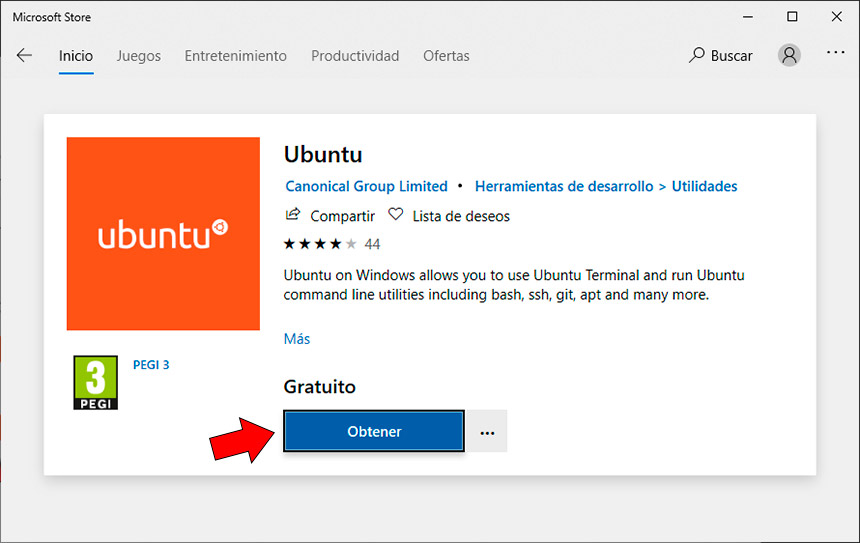 Microsoft Store
Inicio Juegos Entretenimiento Productividad Ofertas Buscar
ubuntu
Ubuntu
Canonical Group Limited • Herramientas de desarrollo > Utilidades
Compartir Lista de deseos
44
Ubuntu on Windows allows you to use Ubuntu Terminal and run Ubuntu
command line utilities including bash, ssh, git, apt and many more.
Más
3
PEGI
PEGI 3
Gratuito
Obtener